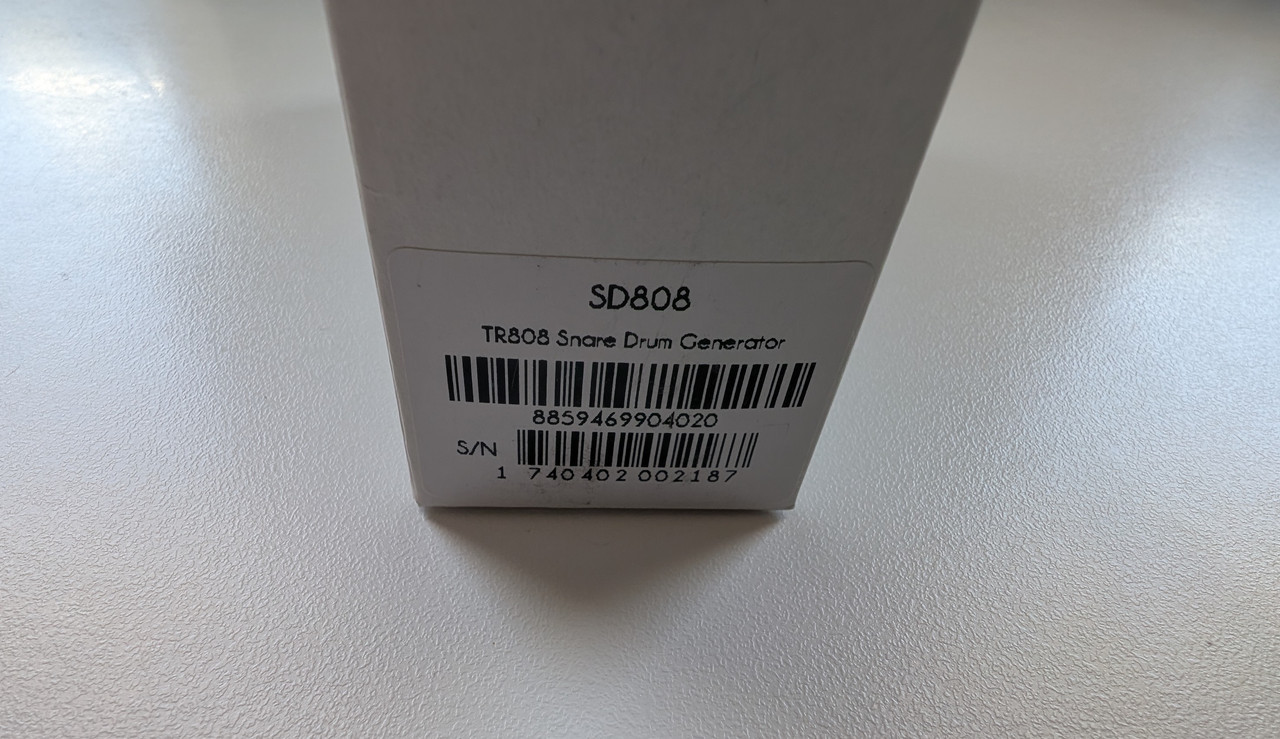 SD808
TR808 Snare Drum Generator
8859469904020
S/N
1 740402 002187